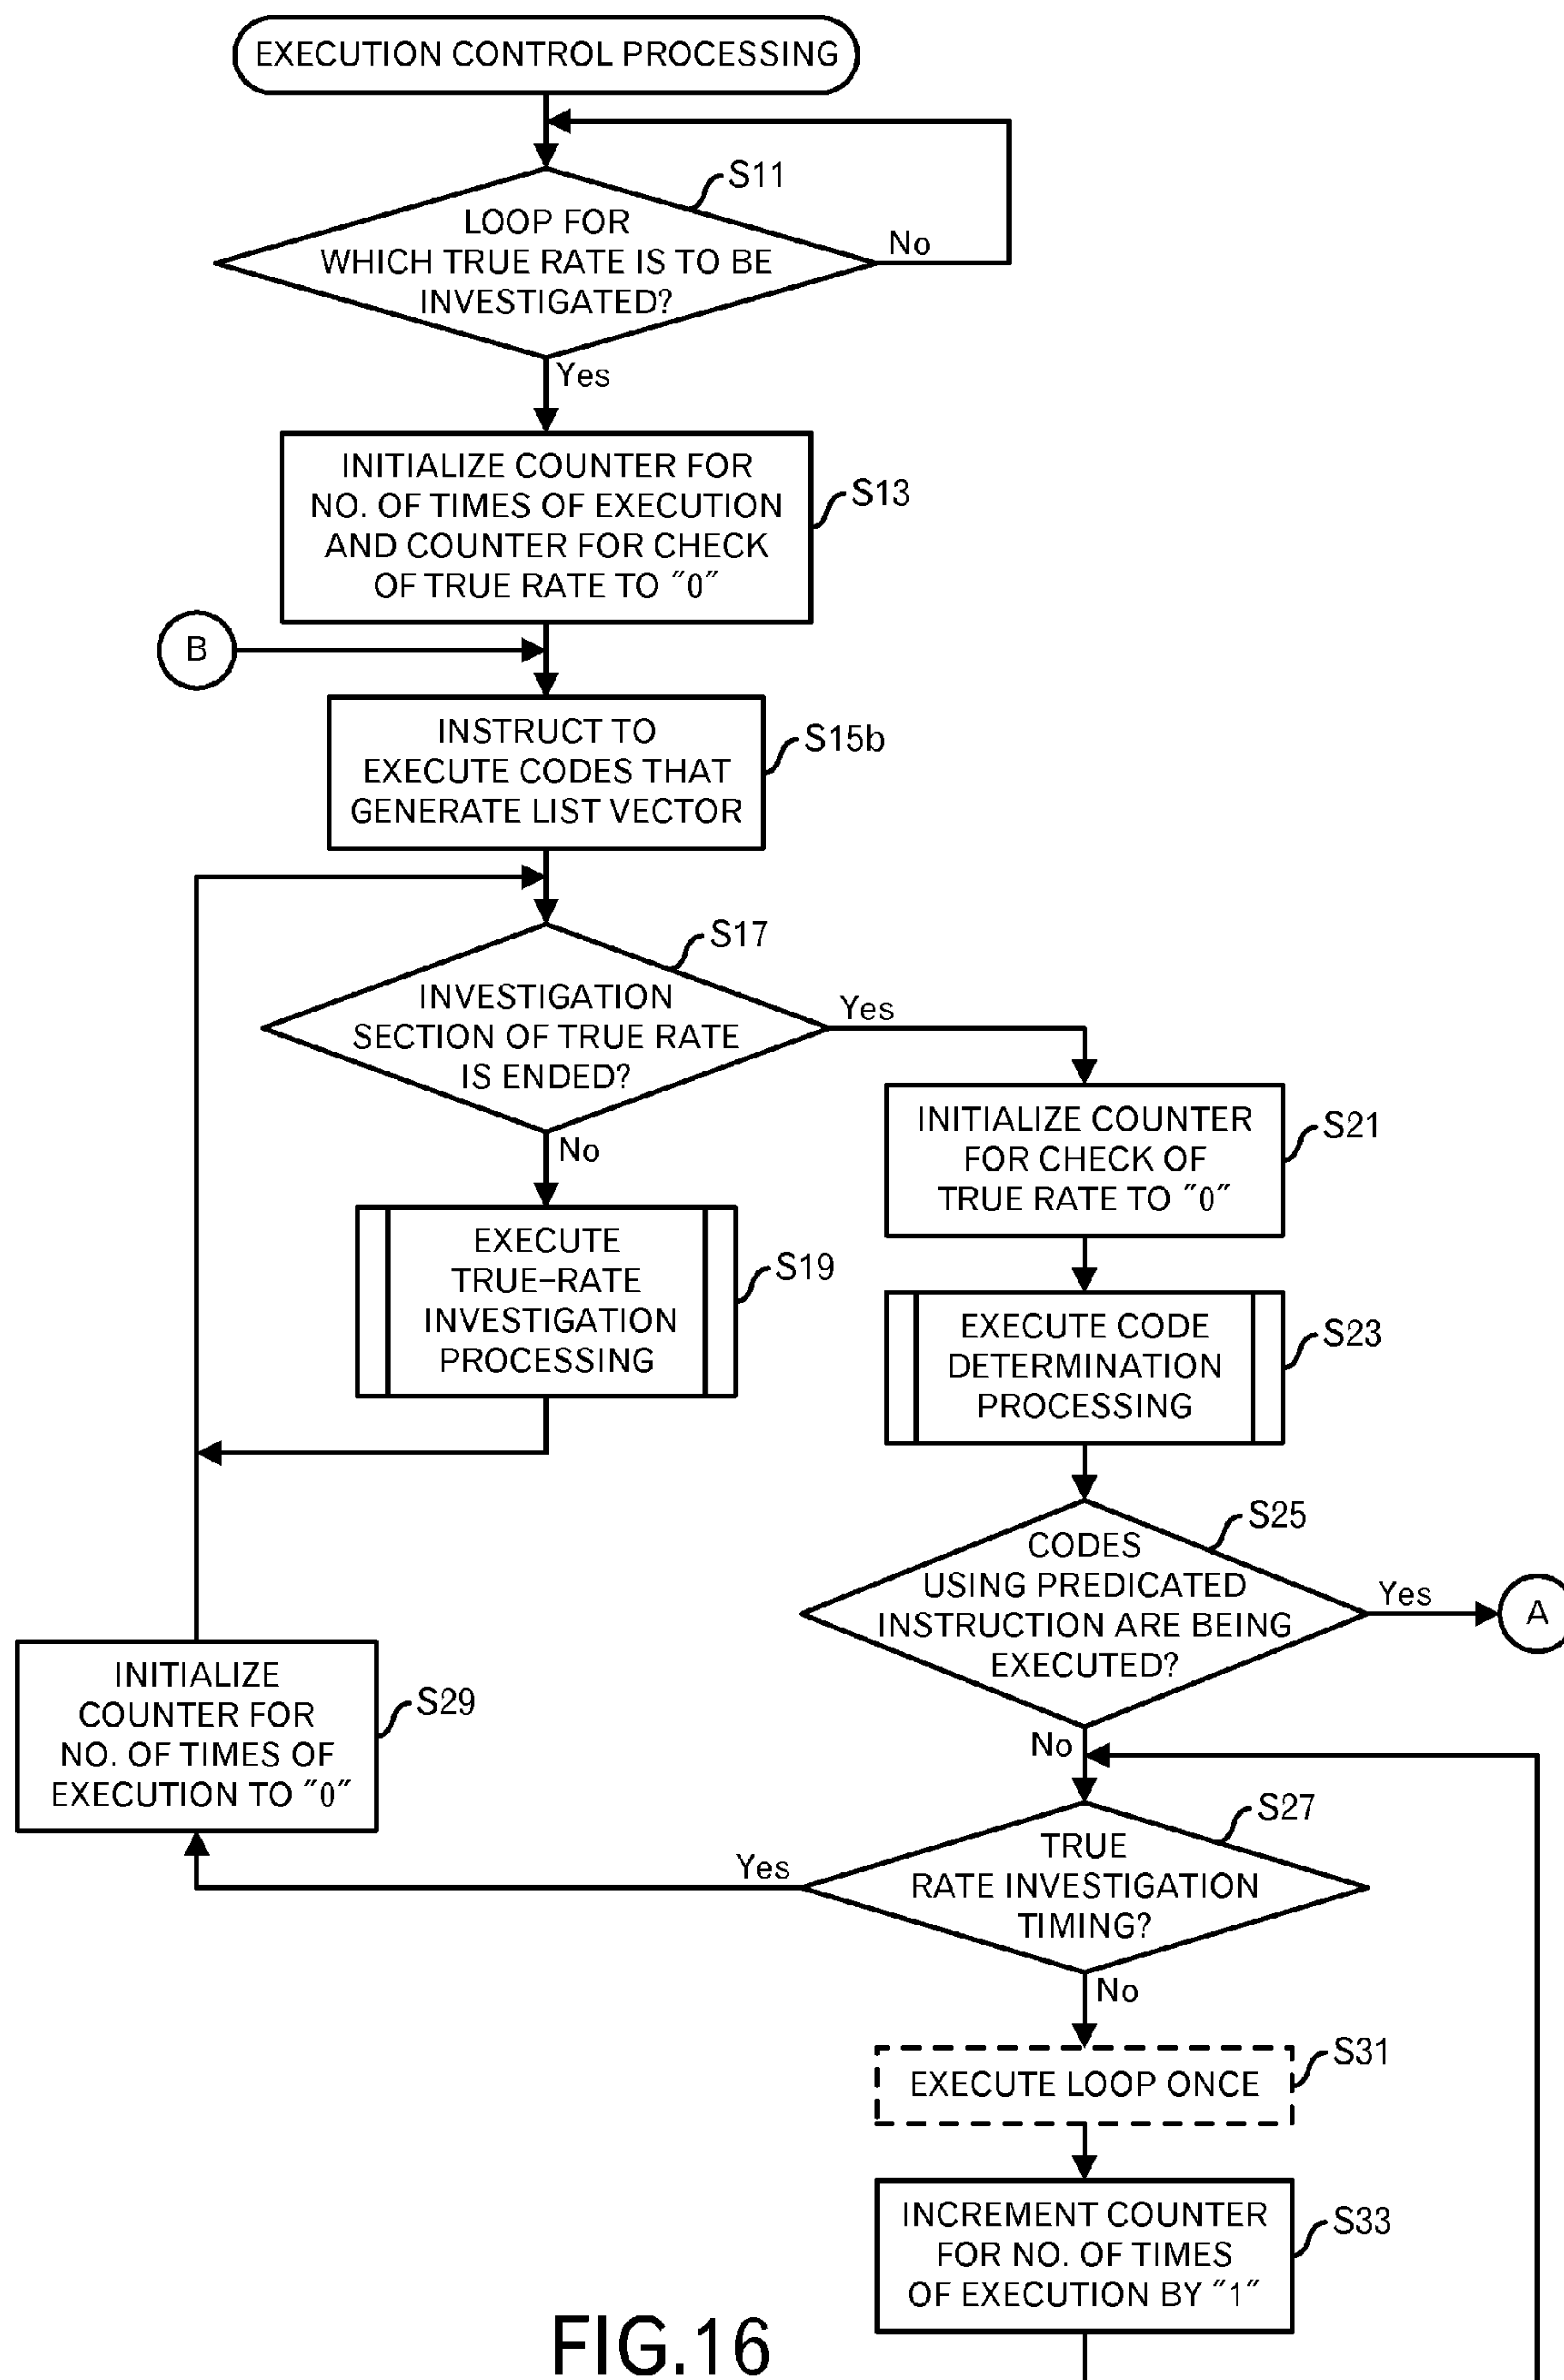 EXECUTION CONTROL PROCESSING
S11
LOOP FOR
WHICH TRUE RATE IS TO BE
INVESTIGATED?
No
Yes
INITIALIZE COUNTER FOR
NO. OF TIMES OF EXECUTION
AND COUNTER FOR CHECK
OF TRUE RATE TO "0"
S13
B
INSTRUCT TO
EXECUTE CODES THAT
GENERATE LIST VECTOR
S15b
S17
INVESTIGATION
SECTION OF TRUE RATE
IS ENDED?
Yes
No
INITIALIZE COUNTER
FOR CHECK OF
TRUE RATE TO "0"
S21
EXECUTE
TRUE-RATE
INVESTIGATION
PROCESSING
S19
EXECUTE CODE
DETERMINATION
PROCESSING
S23
S25
CODES
USING PREDICATED
INSTRUCTION ARE BEING
EXECUTED?
Yes
A
No
INITIALIZE
COUNTER FOR
NO. OF TIMES OF
EXECUTION TO "0"
S29
S27
TRUE
RATE INVESTIGATION
TIMING?
Yes
No
EXECUTE LOOP ONCE
S31
INCREMENT COUNTER
FOR NO. OF TIMES
OF EXECUTION BY "1"
S33
FIG.16